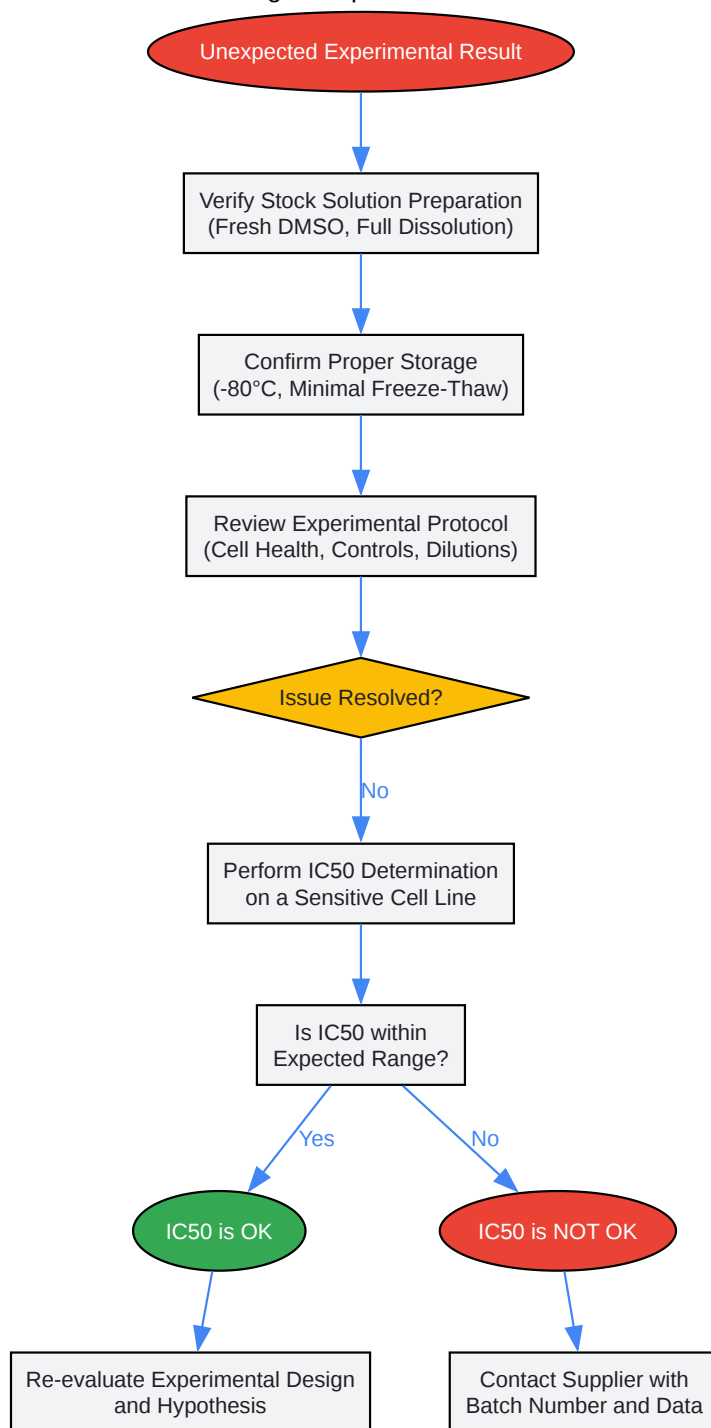 Unexpected Experimental Result
Verify Stock Solution Preparation
(Fresh DMSO, Full Dissolution)
Confirm Proper Storage
(-80°C, Minimal Freeze-Thaw)
Review Experimental Protocol
(Cell Health, Controls, Dilutions)
Issue Resolved?
No
Perform IC50 Determination
on a Sensitive Cell Line
Is IC50 within
Expected Range?
Yes
No
IC50 is OK
IC50 is NOT OK
Re-evaluate Experimental Design
and Hypothesis
Contact Supplier with
Batch Number and Data